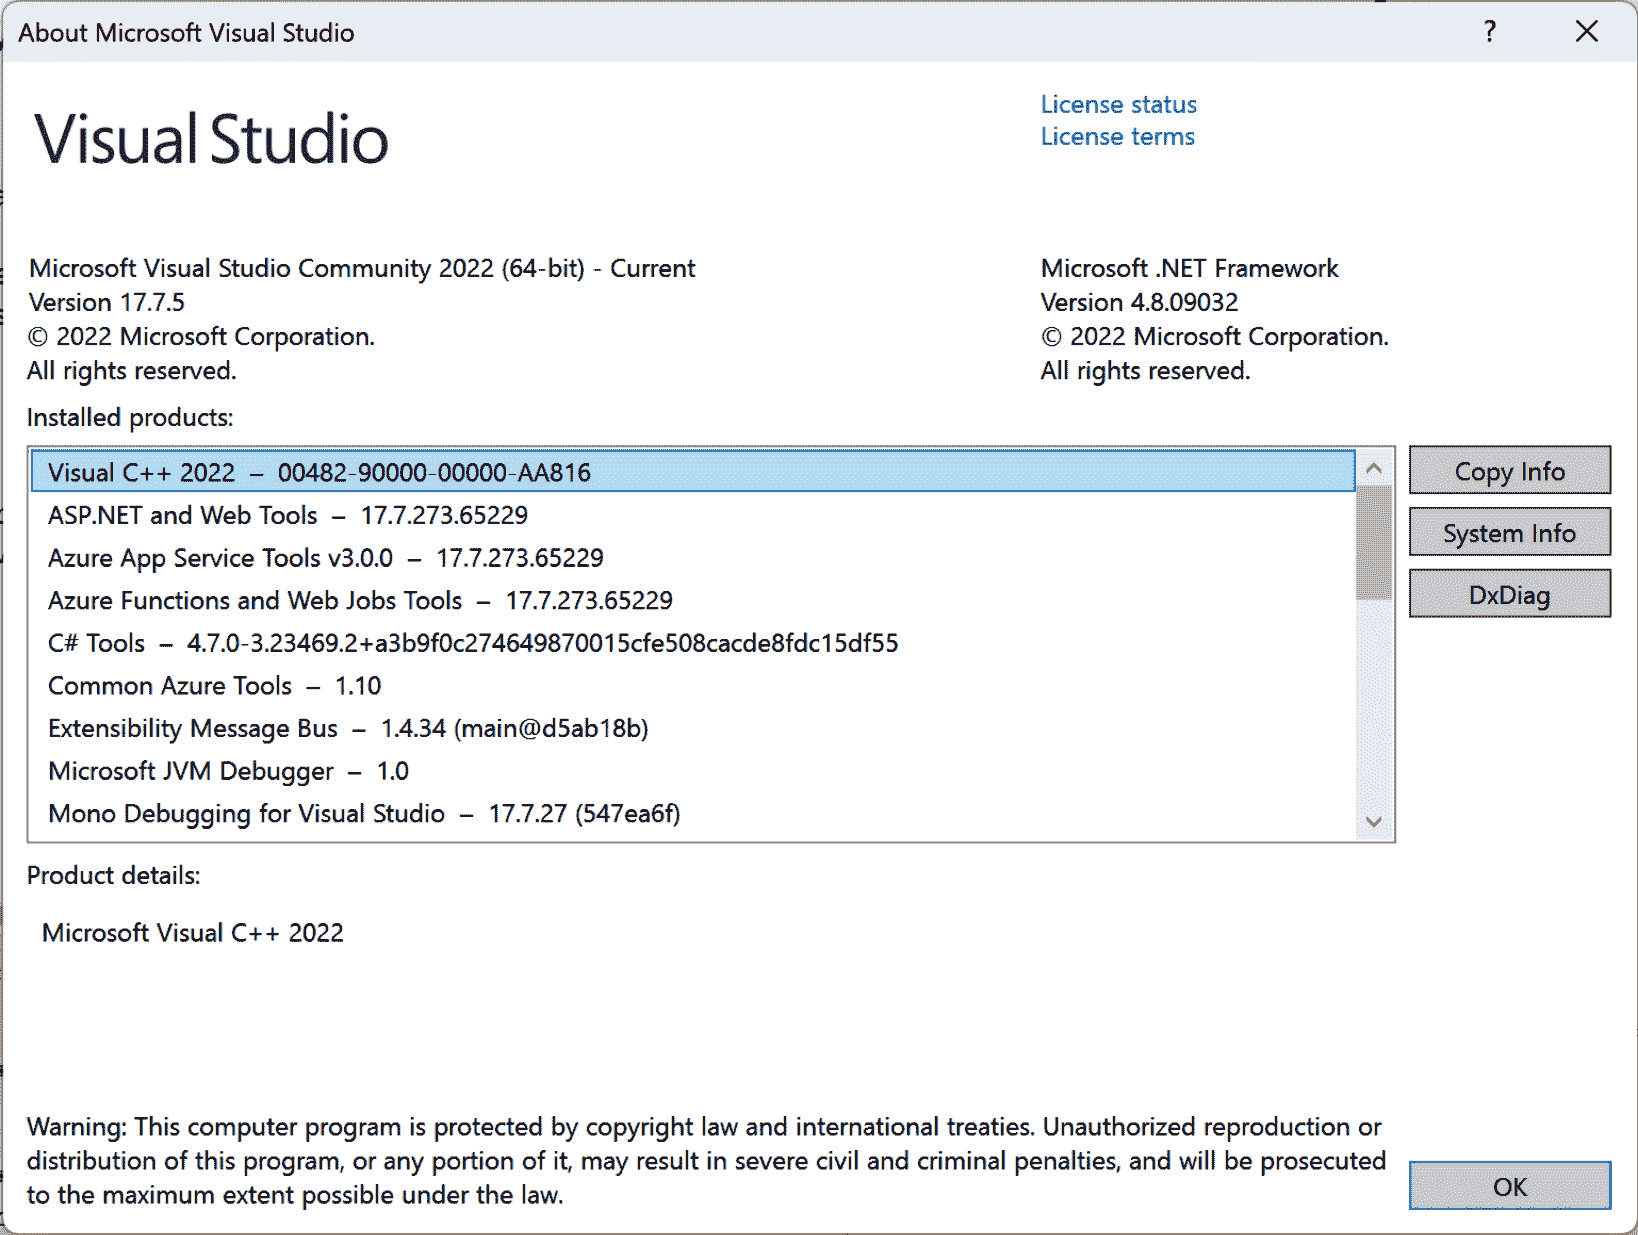 About Microsoft Visual Studio
?
Visual Studio
License status
License terms
Microsoft Visual Studio Community 2022 (64-bit) - Current
Version 17.7.5
© 2022 Microsoft Corporation.
All rights reserved.
Microsoft .NET Framework
Version 4.8.09032
© 2022 Microsoft Corporation.
All rights reserved.
Installed products:
Visual C++ 2022 – 00482-90000-00000-AA816
ASP.NET and Web Tools – 17.7.273.65229
Azure App Service Tools v3.0.0 – 17.7.273.65229
Azure Functions and Web Jobs Tools – 17.7.273.65229
C# Tools – 4.7.0-3.23469.2+a3b9f0c274649870015cfe508cacde8fdc15df55
Common Azure Tools – 1.10
Extensibility Message Bus – 1.4.34 (main@d5ab18b)
Microsoft JVM Debugger – 1.0
Mono Debugging for Visual Studio – 17.7.27 (547ea6f)
Copy Info
System Info
DxDiag
Product details:
Microsoft Visual C++ 2022
Warning: This computer program is protected by copyright law and international treaties. Unauthorized reproduction or
distribution of this program, or any portion of it, may result in severe civil and criminal penalties, and will be prosecuted
to the maximum extent possible under the law.
OK